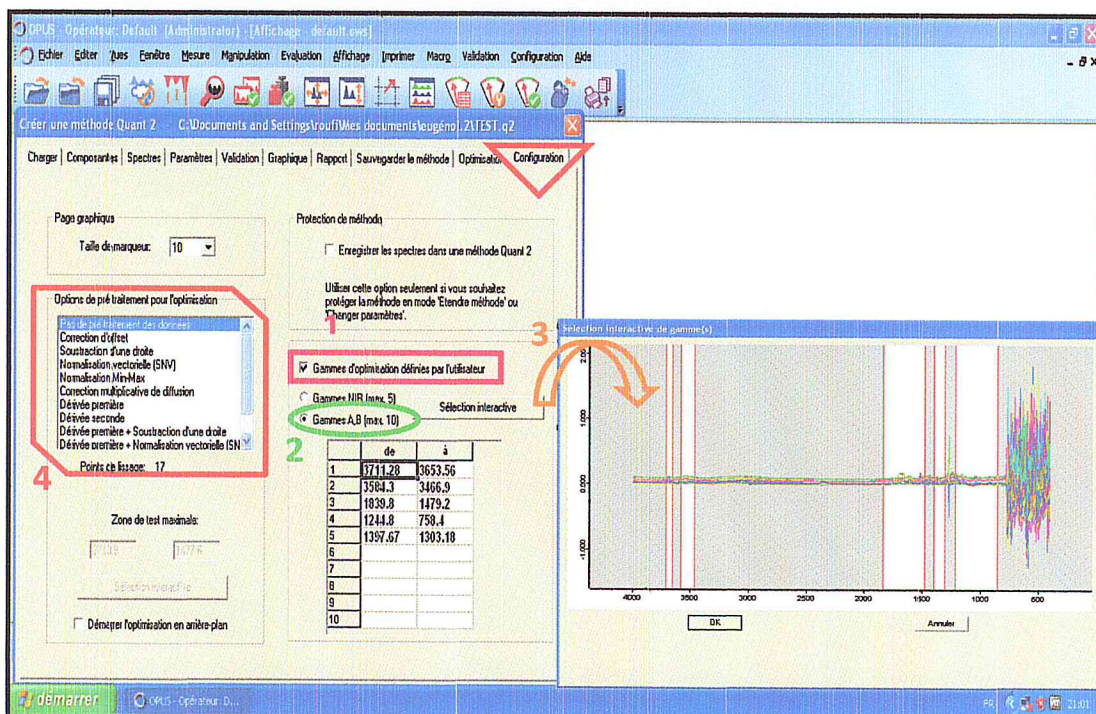 OPUS - Opérateur: Default (Administrator) - [Affichage - default.ows]
Fichier Editer Vues Fenêtre Mesure Manipulation Evaluation Affichage Imprimer Macro Validation Configuration Aide
Créer une méthode Quant 2 C:\Documents and Settings\roufi\Mes documents\eugénol.2\TEST.q2
Charger Composantes Spectres Paramètres Validation Graphique Rapport Sauvegarder le méthode Optimisation Configuration
Page graphique
Taille de marqueur: 10
Protection de méthode
Enregistrer les spectres dans une méthode Quant 2
Utiliser cette option seulement si vous souhaitez
protéger la méthode en mode 'Etendre méthode' ou
'Changer paramètres'.
Options de pré traitement pour l'optimisation
Pas de pré traitement des données
Correction d'offset
Soustraction d'une droite
Normalisation vectorielle (SNV)
Normalisation Min-Max
Correction multiplicative de diffusion
Dérivée première
Dérivée seconde
Dérivée première + Soustraction d'une droite
Dérivée première + Normalisation vectorielle (SN
Points de lissage: 17
4
1
Gammes d'optimization définies par l'utilisateur
Gammes NIR (max. 5)
Gammes A,B (max. 10)
Sélection interactive
2
3
de à
1 3711.28 3653.56
2 3584.3 3466.9
3 1839.8 1479.2
4 1244.8 758.4
5 1397.67 1303.18
6
7
8
9
10
Zone de test maximale:
Sélection interactive
Démarrer l'optimisation en arrière-plan
Sélection interactive de gamme(s)
2.00
1.000
0.000
-1.000
4000 3500 3000 2500 2000 1500 1000 500
OK Annuler
démarrer OPUS - Opérateur: D... FR 21:01